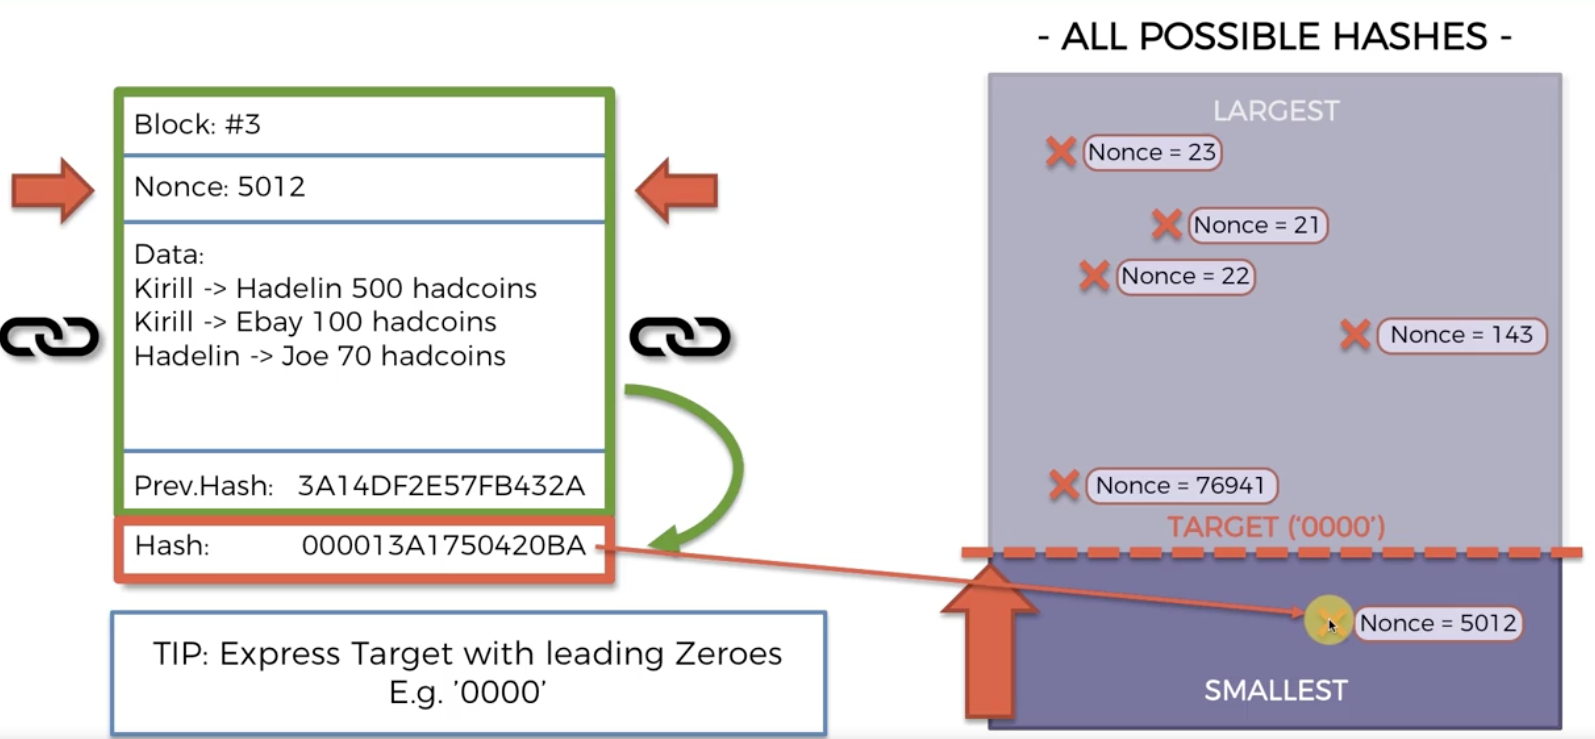 - ALL POSSIBLE HASHES -
Block: #3
Nonce: 5012
Data:
Kirill -> Hadelin 500 hadcoins
Kirill -> Ebay 100 hadcoins
Hadelin -> Joe 70 hadcoins
Prev.Hash: 3A14DF2E57FB432A
Hash: 000013A1750420BA
TIP: Express Target with leading Zeroes
E.g. '0000'
LARGEST
Nonce = 23
Nonce = 21
Nonce = 22
Nonce = 143
Nonce = 76941
TARGET ('0000')
Nonce = 5012
SMALLEST